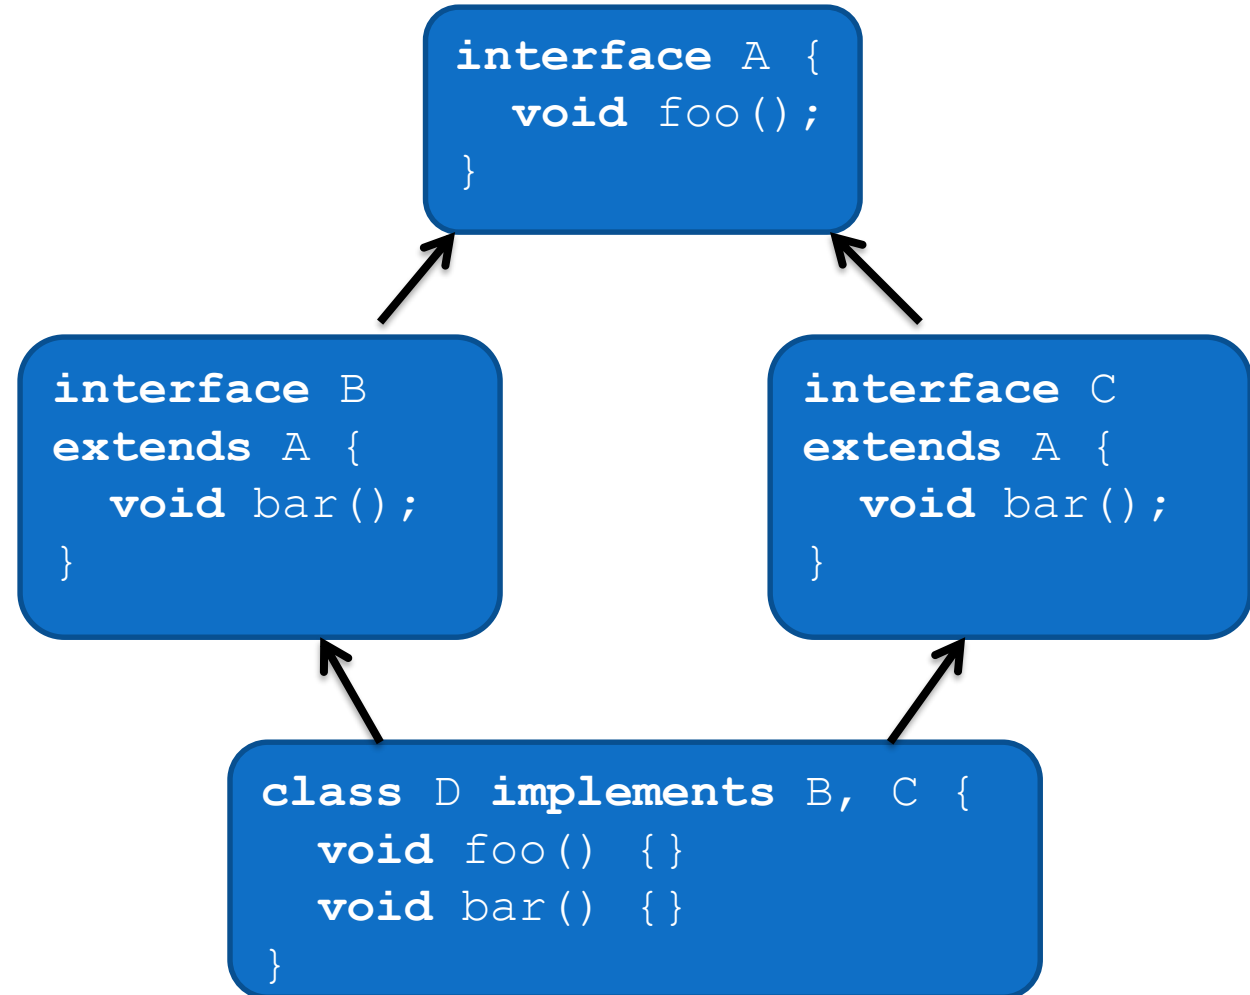 interface A {
  void foo();
}
interface B
extends A {
  void bar();
}
interface C
extends A {
  void bar();
}
class D implements B, C {
  void foo() {}
  void bar() {}
}